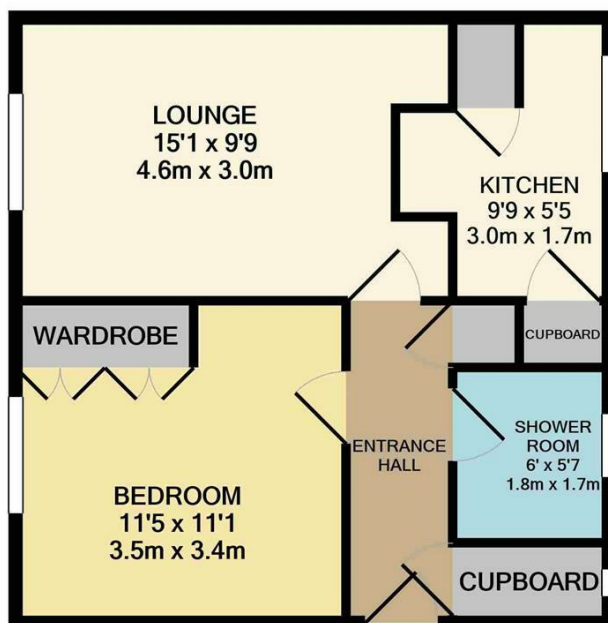 LOUNGE
15'1 x 9'9
4.6m x 3.0m
KITCHEN
9'9 x 5'5
3.0m x 1.7m
WARDROBE
CUPBOARD
BEDROOM
11'5 x 11'1
3.5m x 3.4m
ENTRANCE
HALL
SHOWER
ROOM
6' x 5'7
1.8m x 1.7m
CUPBOARD